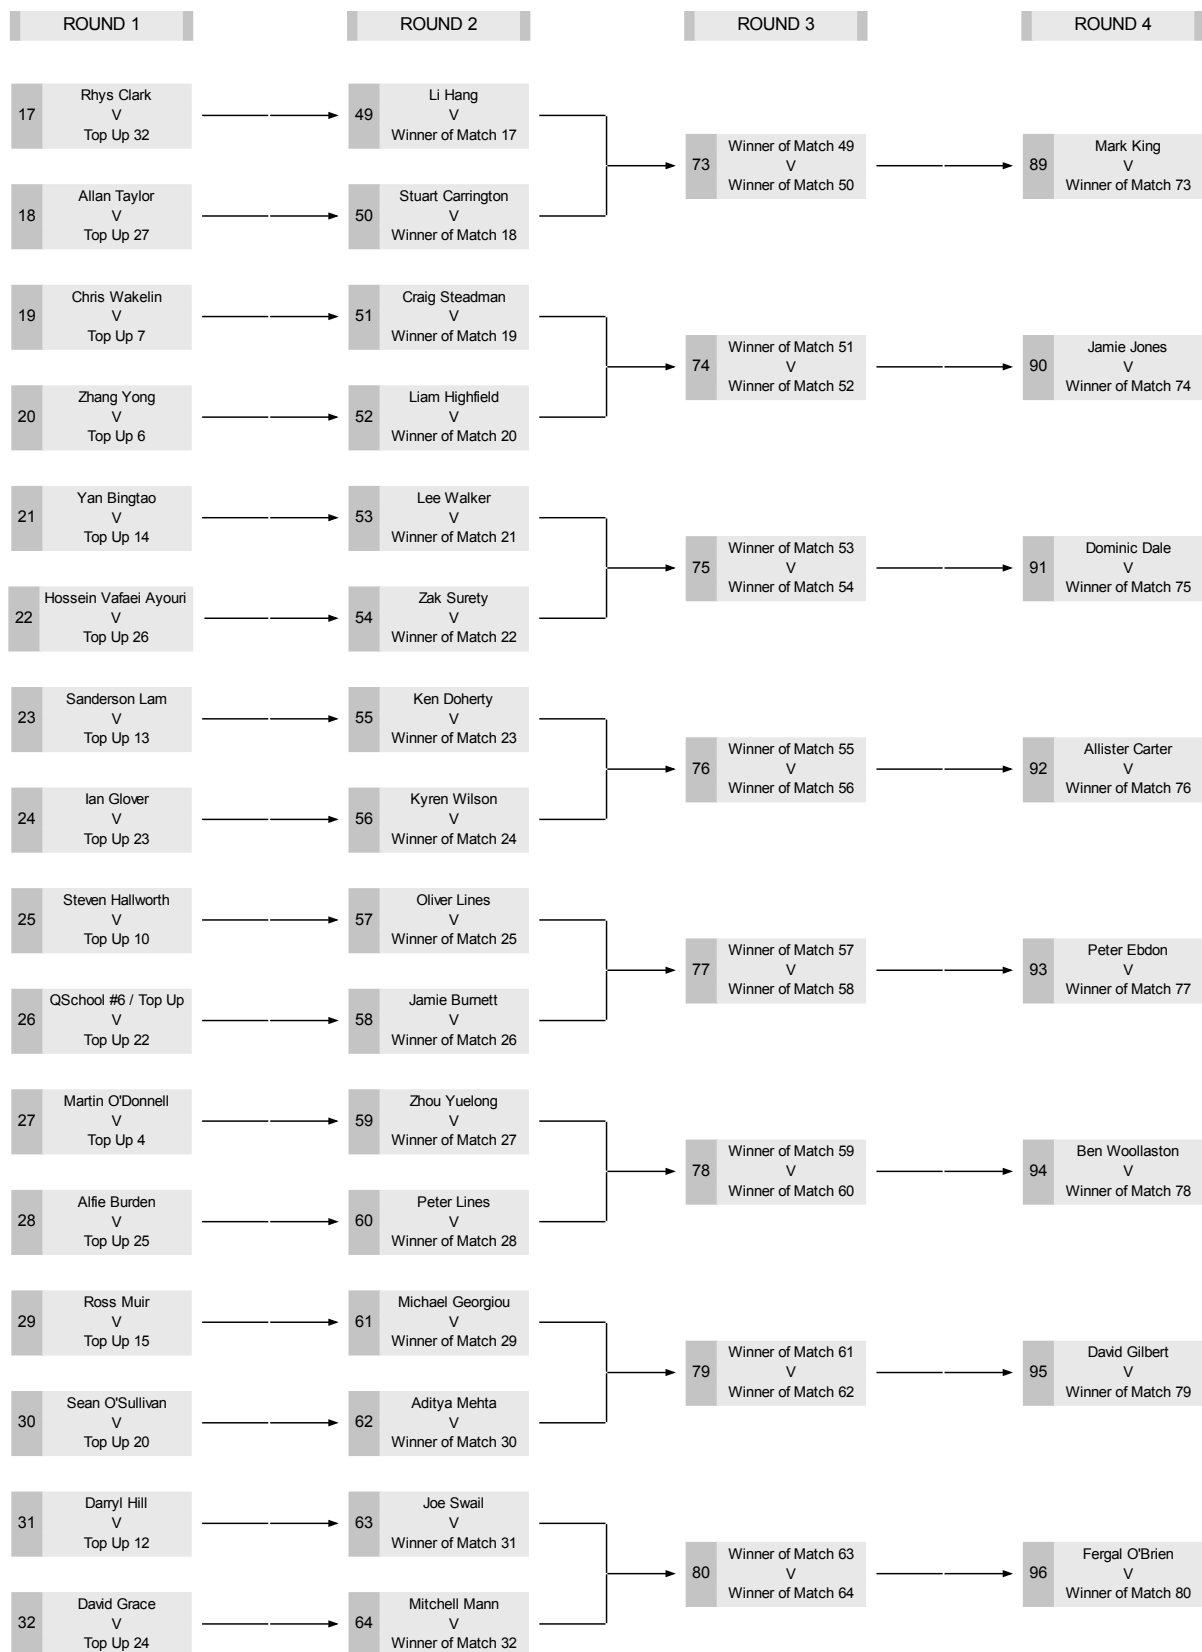 ROUND 1
ROUND 2
ROUND 3
ROUND 4
17
Rhys Clark
V
Top Up 32
49
Li Hang
V
Winner of Match 17
18
Allan Taylor
V
Top Up 27
50
Stuart Carrington
V
Winner of Match 18
73
Winner of Match 49
V
Winner of Match 50
89
Mark King
V
Winner of Match 73
19
Chris Wakelin
V
Top Up 7
51
Craig Steadman
V
Winner of Match 19
20
Zhang Yong
V
Top Up 6
52
Liam Highfield
V
Winner of Match 20
74
Winner of Match 51
V
Winner of Match 52
90
Jamie Jones
V
Winner of Match 74
21
Yan Bingtao
V
Top Up 14
53
Lee Walker
V
Winner of Match 21
22
Hossein Vafaei Ayouri
V
Top Up 26
54
Zak Surety
V
Winner of Match 22
75
Winner of Match 53
V
Winner of Match 54
91
Dominic Dale
V
Winner of Match 75
23
Sanderson Lam
V
Top Up 13
55
Ken Doherty
V
Winner of Match 23
24
Ian Glover
V
Top Up 23
56
Kyren Wilson
V
Winner of Match 24
76
Winner of Match 55
V
Winner of Match 56
92
Allister Carter
V
Winner of Match 76
25
Steven Hallworth
V
Top Up 10
57
Oliver Lines
V
Winner of Match 25
26
QSchool #6 / Top Up
V
Top Up 22
58
Jamie Burnett
V
Winner of Match 26
77
Winner of Match 57
V
Winner of Match 58
93
Peter Ebdon
V
Winner of Match 77
27
Martin O'Donnell
V
Top Up 4
59
Zhou Yuelong
V
Winner of Match 27
28
Alfie Burden
V
Top Up 25
60
Peter Lines
V
Winner of Match 28
78
Winner of Match 59
V
Winner of Match 60
94
Ben Woollaston
V
Winner of Match 78
29
Ross Muir
V
Top Up 15
61
Michael Georgiou
V
Winner of Match 29
30
Sean O'Sullivan
V
Top Up 20
62
Aditya Mehta
V
Winner of Match 30
79
Winner of Match 61
V
Winner of Match 62
95
David Gilbert
V
Winner of Match 79
31
Darryl Hill
V
Top Up 12
63
Joe Swail
V
Winner of Match 31
32
David Grace
V
Top Up 24
64
Mitchell Mann
V
Winner of Match 32
80
Winner of Match 63
V
Winner of Match 64
96
Fergal O'Brien
V
Winner of Match 80